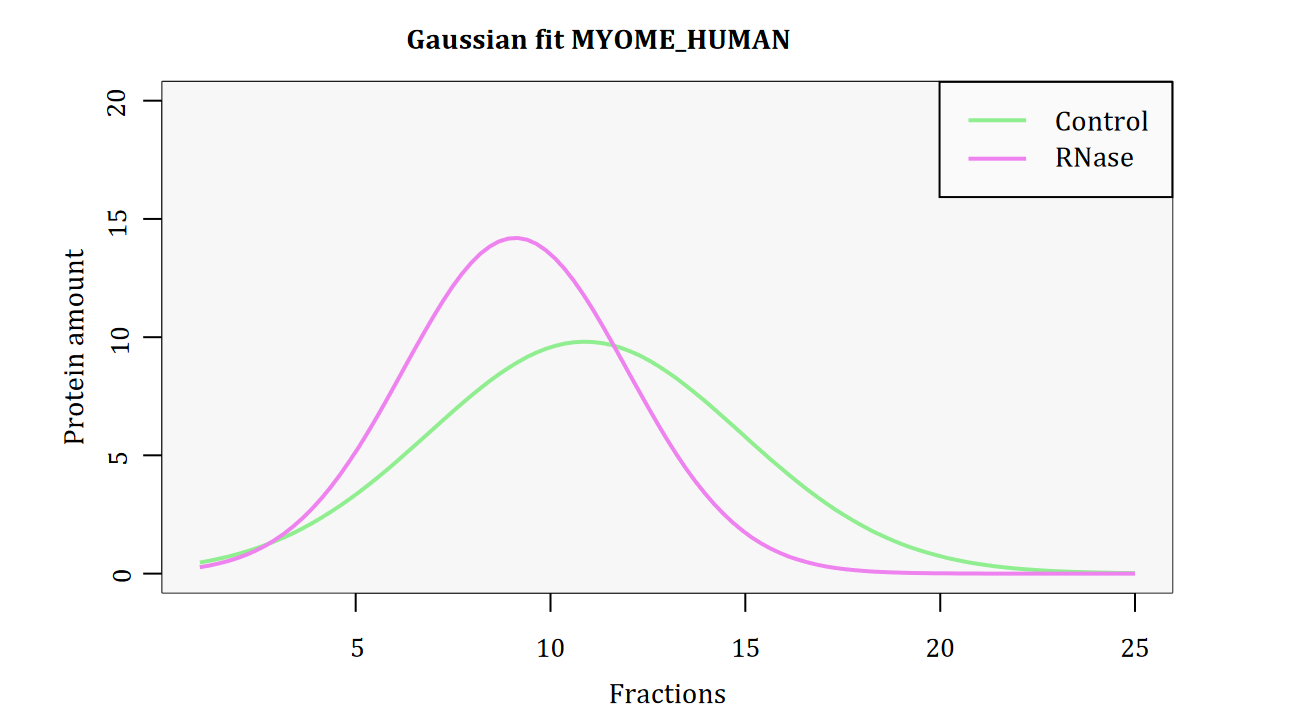 Gaussian fit MYOME_HUMAN
Control
RNase
Protein amount
20
15
10
5
0
5
10
15
20
25
Fractions